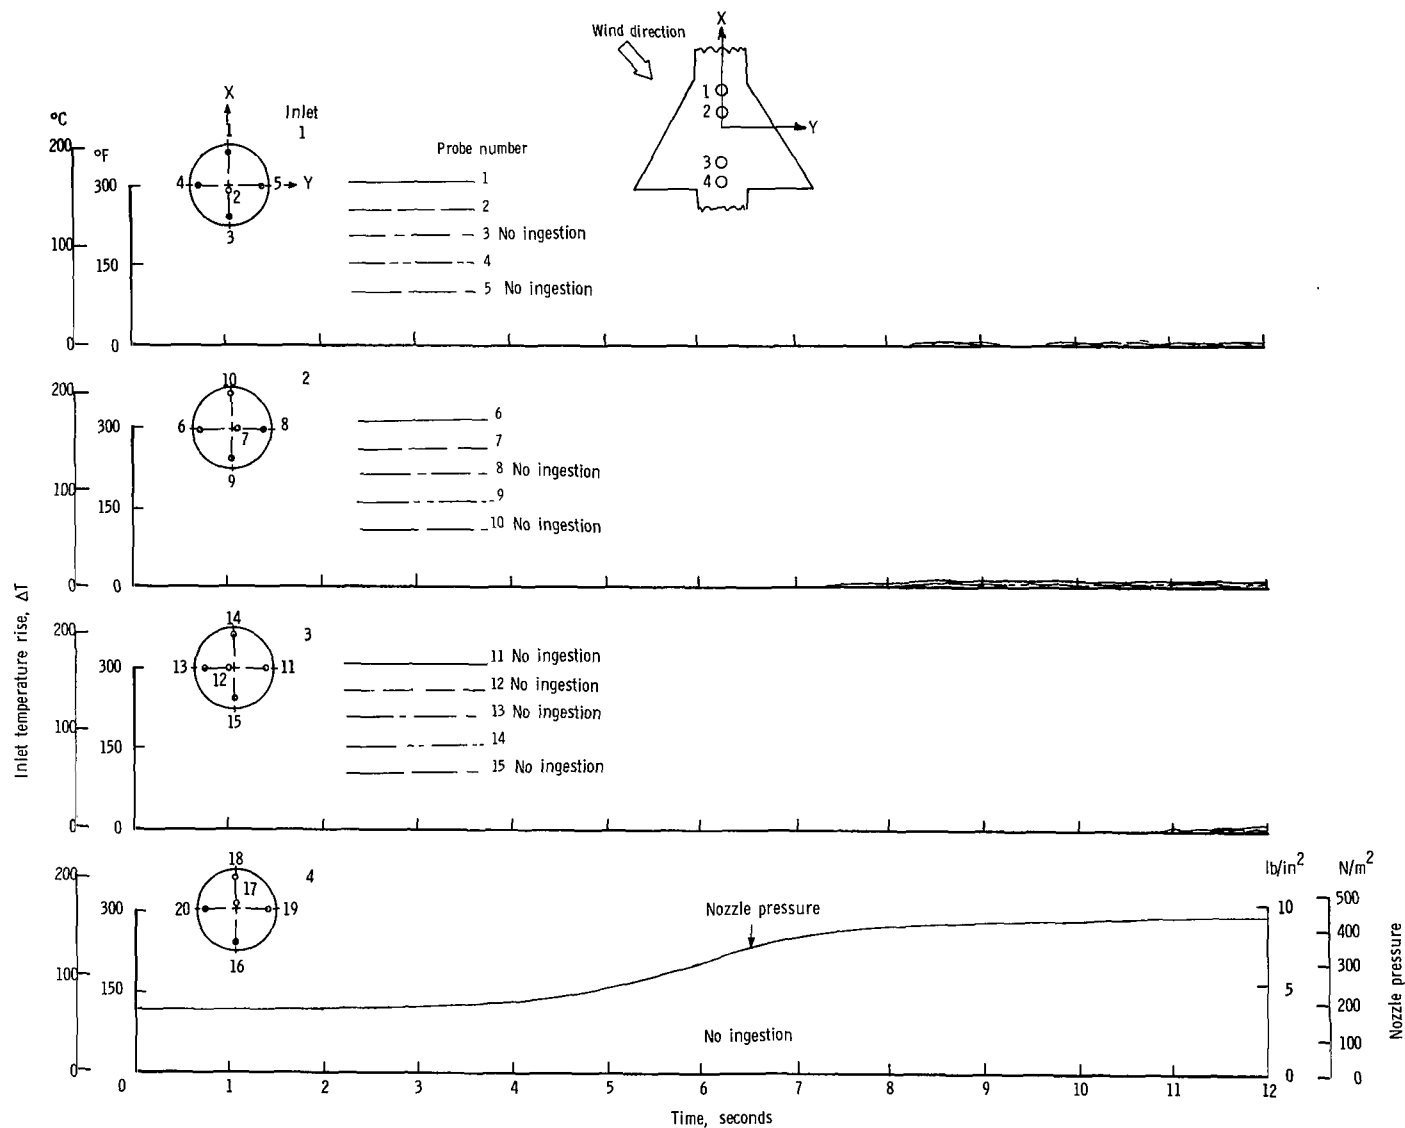 Wind direction
X
Y
1
2
3
4
°C
200
100
0
°F
300
150
0
X
Y
1
2
3
4
5
Inlet
1
Probe number
1
2
3 No ingestion
4
5 No ingestion
200
100
0
300
150
0
10
6
7
8
9
2
6
7
8 No ingestion
9
10 No ingestion
Inlet temperature rise, ΔT
200
100
0
300
150
0
14
13
12
11
15
3
11 No ingestion
12 No ingestion
13 No ingestion
14
15 No ingestion
200
100
0
300
150
0
18
17
20
19
16
4
Nozzle pressure
No ingestion
lb/in²
10
5
0
N/m²
500
400
300
200
100
0
Nozzle pressure
1 2 3 4 5 6 7 8 9 10 11 12
Time, seconds